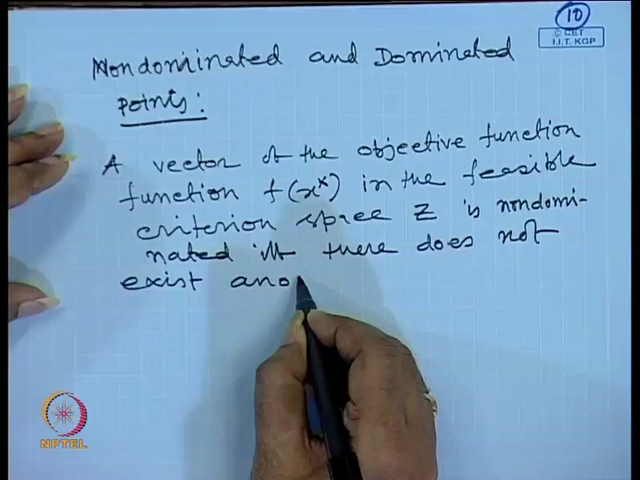 10
© CET
I.I.T. KGP
Nondominated and Dominated
Points:
A vector of the objective function
function f(x*) in the feasible
criterion space Z is nondomi-
nated iff there does not
exist ano
NPTEL